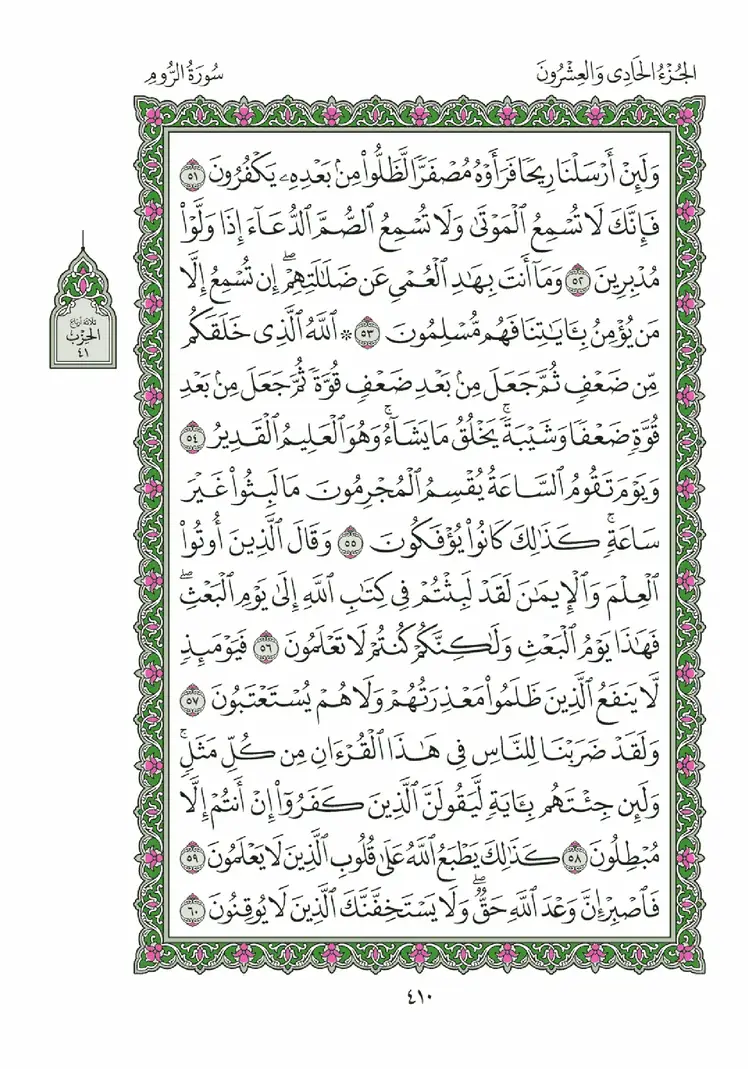 الجُزْءُ الحَادِي وَالعِشْرُونَ
سُورَةُ الرُّومِ
وَلَئِنْ أَرْسَلْنَا رِيحًا فَرَأَوْهُ مُصْفَرًّا لَّظَلُّوا۟ مِنۢ بَعْدِهِۦ يَكْفُرُونَ ٥١
فَإِنَّكَ لَا تُسْمِعُ ٱلْمَوْتَىٰ وَلَا تُسْمِعُ ٱلصُّمَّ ٱلدُّعَآءَ إِذَا وَلَّوْا۟
مُدْبِرِينَ ٥٢ وَمَآ أَنتَ بِهَٰدِ ٱلْعُمْىِ عَن ضَلَٰلَتِهِمْ ۖ إِن تُسْمِعُ إِلَّا
مَن يُؤْمِنُ بِـَٔايَٰتِنَا فَهُم مُّسْلِمُونَ ٥٣ * ٱللَّهُ ٱلَّذِى خَلَقَكُم
مِّن ضَعْفٍ ثُمَّ جَعَلَ مِنۢ بَعْدِ ضَعْفٍ قُوَّةً ثُمَّ جَعَلَ مِنۢ بَعْدِ
قُوَّةٍ ضَعْفًا وَشَيْبَةً ۚ يَخْلُقُ مَا يَشَآءُ ۚ وَهُوَ ٱلْعَلِيمُ ٱلْقَدِيرُ ٥٤
وَيَوْمَ تَقُومُ ٱلسَّاعَةُ يُقْسِمُ ٱلْمُجْرِمُونَ مَا لَبِثُوا۟ غَيْرَ
سَاعَةٍ ۚ كَذَٰلِكَ كَانُوا۟ يُؤْفَكُونَ ٥٥ وَقَالَ ٱلَّذِينَ أُوتُوا۟
ٱلْعِلْمَ وَٱلْإِيمَٰنَ لَقَدْ لَبِثْتُمْ فِى كِتَٰبِ ٱللَّهِ إِلَىٰ يَوْمِ ٱلْبَعْثِ ۖ
فَهَٰذَا يَوْمُ ٱلْبَعْثِ وَلَٰكِنَّكُمْ كُنتُمْ لَا تَعْلَمُونَ ٥٦ فَيَوْمَئِذٍ
لَّا يَنفَعُ ٱلَّذِينَ ظَلَمُوا۟ مَعْذِرَتُهُمْ وَلَا هُمْ يُسْتَعْتَبُونَ ٥٧
وَلَقَدْ ضَرَبْنَا لِلنَّاسِ فِى هَٰذَا ٱلْقُرْءَانِ مِن كُلِّ مَثَلٍ ۚ
وَلَئِن جِئْتَهُم بِـَٔايَةٍ لَّيَقُولَنَّ ٱلَّذِينَ كَفَرُوٓا۟ إِنْ أَنتُمْ إِلَّا
مُبْطِلُونَ ٥٨ كَذَٰلِكَ يَطْبَعُ ٱللَّهُ عَلَىٰ قُلُوبِ ٱلَّذِينَ لَا يَعْلَمُونَ ٥٩
فَٱصْبِرْ إِنَّ وَعْدَ ٱللَّهِ حَقٌّ ۖ وَلَا يَسْتَخِفَّنَّكَ ٱلَّذِينَ لَا يُوقِنُونَ ٦٠
ثلاثة أرباع
الحِزْب
٤١
٤١٠